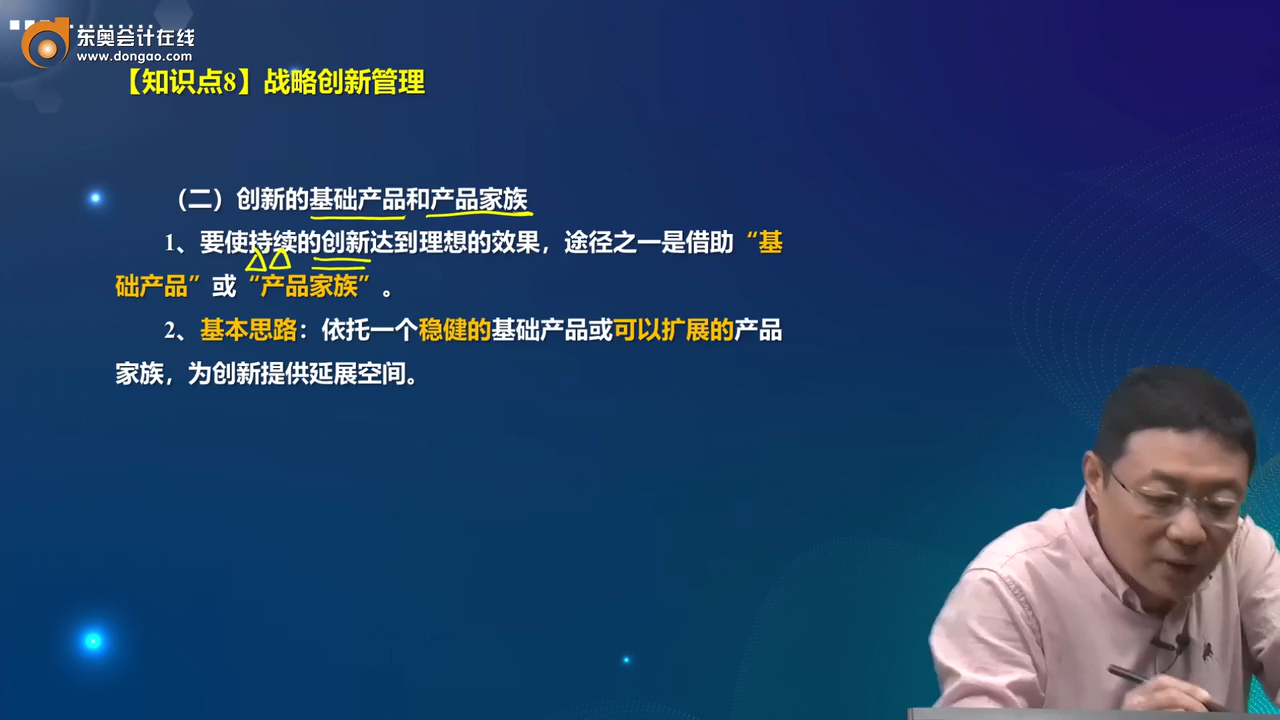 东奥会计在线
www.dongao.com
【知识点8】战略创新管理
（二）创新的基础产品和产品家族
1、要使持续的创新达到理想的效果，途径之一是借助“基
础产品”或“产品家族”。
2、基本思路：依托一个稳健的基础产品或可以扩展的产品
家族，为创新提供延展空间。